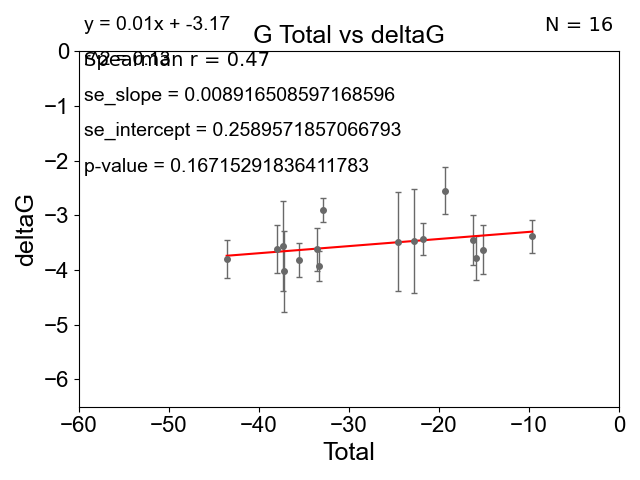 y = 0.01x + -3.17
N = 16
G Total vs deltaG
Spearman r = 0.47
se_slope = 0.008916508597168596
se_intercept = 0.2589571857066793
p-value = 0.16715291836411783
deltaG
0
−1
−2
−3
−4
−5
−6
−60
−50
−40
−30
−20
−10
0
Total